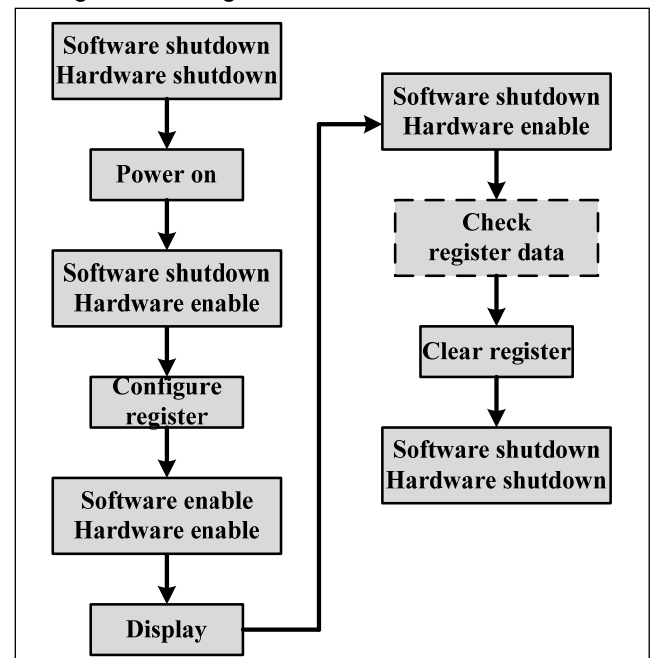 Software shutdown
Hardware shutdown
Power on
Software shutdown
Hardware enable
Configure
register
Software enable
Hardware enable
Display
Software shutdown
Hardware enable
Check
register data
Clear register
Software shutdown
Hardware shutdown